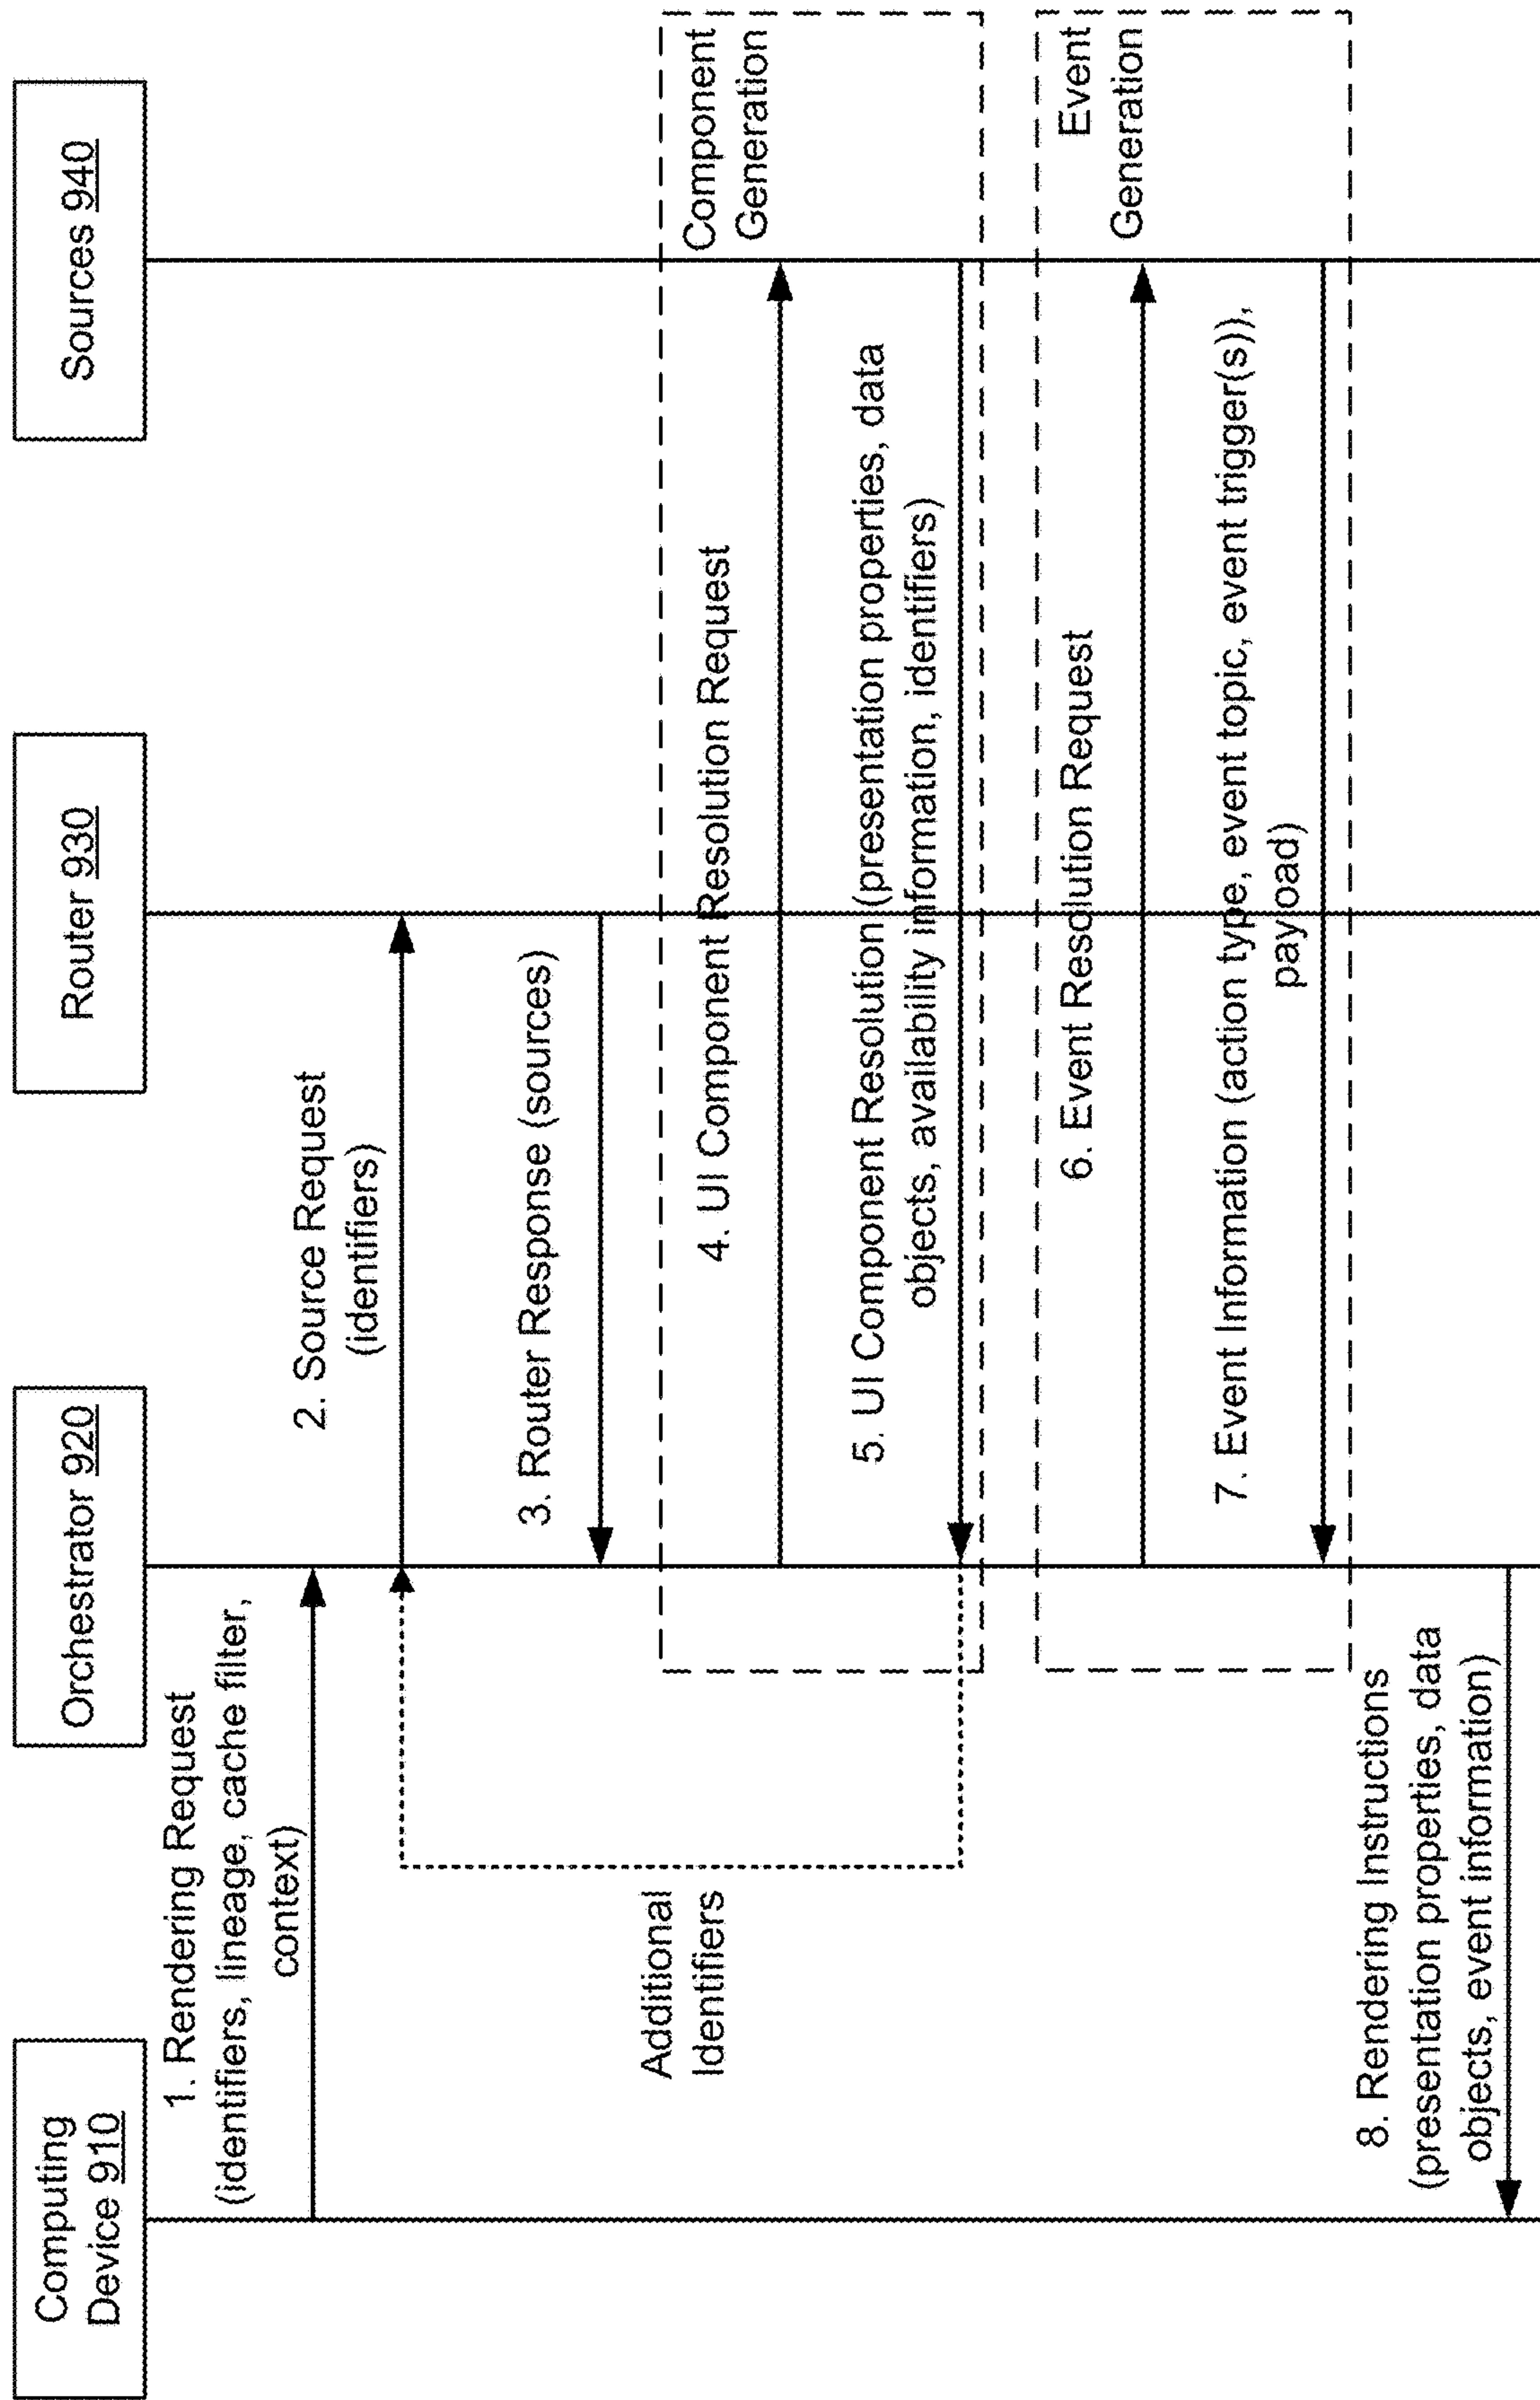 Computing
Device 910
Orchestrator 920
Router 930
Sources 940
1. Rendering Request
(identifiers, lineage, cache filter,
context)
2. Source Request
(identifiers)
3. Router Response (sources)
Additional
Identifiers
Component
Generation
4. UI Component Resolution Request
5. UI Component Resolution (presentation properties, data
objects, availability information, identifiers)
Event
Generation
6. Event Resolution Request
7. Event Information (action type, event topic, event trigger(s)),
payload)
8. Rendering Instructions
(presentation properties, data
objects, event information)